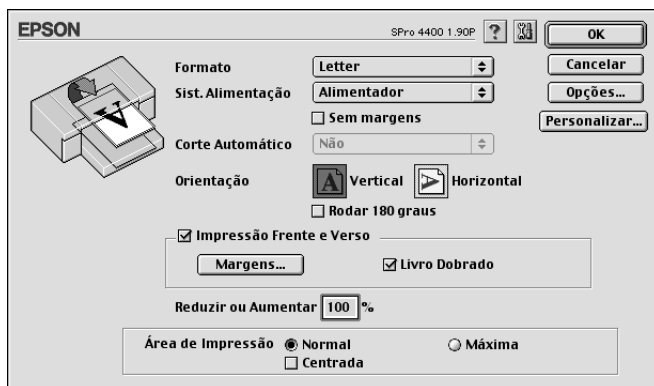 EPSON SPro 4400 1.90P ? OK
Formato Letter Cancelar
Sist. Alimentação Alimentador Opções...
Sem margens Personalizar...
Corte Automático Não
Orientação A Vertical A Horizontal
Rodar 180 graus
Impressão Frente e Verso
Margens... Livro Dobrado
Reduzir ou Aumentar 100 %
Área de Impressão Normal Máxima
Centrada